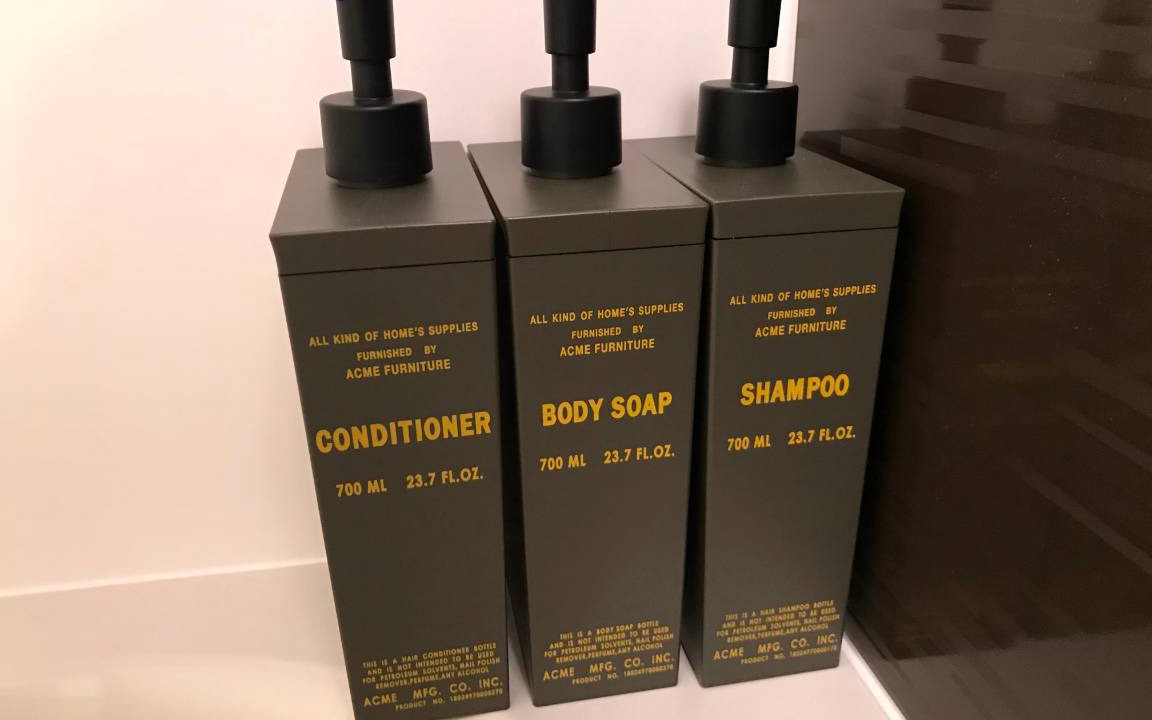 ALL KIND OF HOME'S SUPPLIES
FURNISHED BY
ACME FURNITURE
CONDITIONER
700 ML 23.7 FL.OZ.
THIS IS A HAIR CONDITIONER BOTTLE
AND IS NOT INTENDED TO BE USED
FOR PETROLEUM SOLVENTS, NAIL POLISH
REMOVER,PERFUME,ANY ALCOHOL
ACME MFG. CO. INC.
PRODUCT NO.
ALL KIND OF HOME'S SUPPLIES
FURNISHED BY
ACME FURNITURE
BODY SOAP
700 ML 23.7 FL.OZ.
THIS IS A BODY SOAP BOTTLE
AND IS NOT INTENDED TO BE USED
FOR PETROLEUM SOLVENTS, NAIL POLISH
REMOVER,PERFUME,ANY ALCOHOL
ACME MFG. CO. INC.
PRODUCT NO.
ALL KIND OF HOME'S SUPPLIES
FURNISHED BY
ACME FURNITURE
SHAMPOO
700 ML 23.7 FL.OZ.
THIS IS A HAIR SHAMPOO BOTTLE
AND IS NOT INTENDED TO BE USED
FOR PETROLEUM SOLVENTS, NAIL POLISH
REMOVER,PERFUME,ANY ALCOHOL
ACME MFG. CO. INC.
PRODUCT NO.